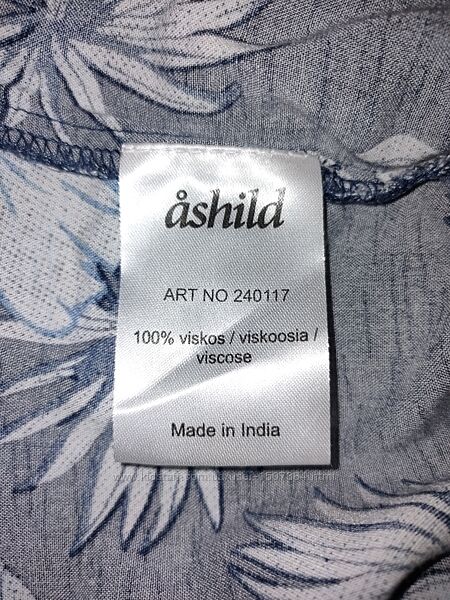 åshild
ART NO 240117
100% viskos / viskoosia /
viscose
Made in India